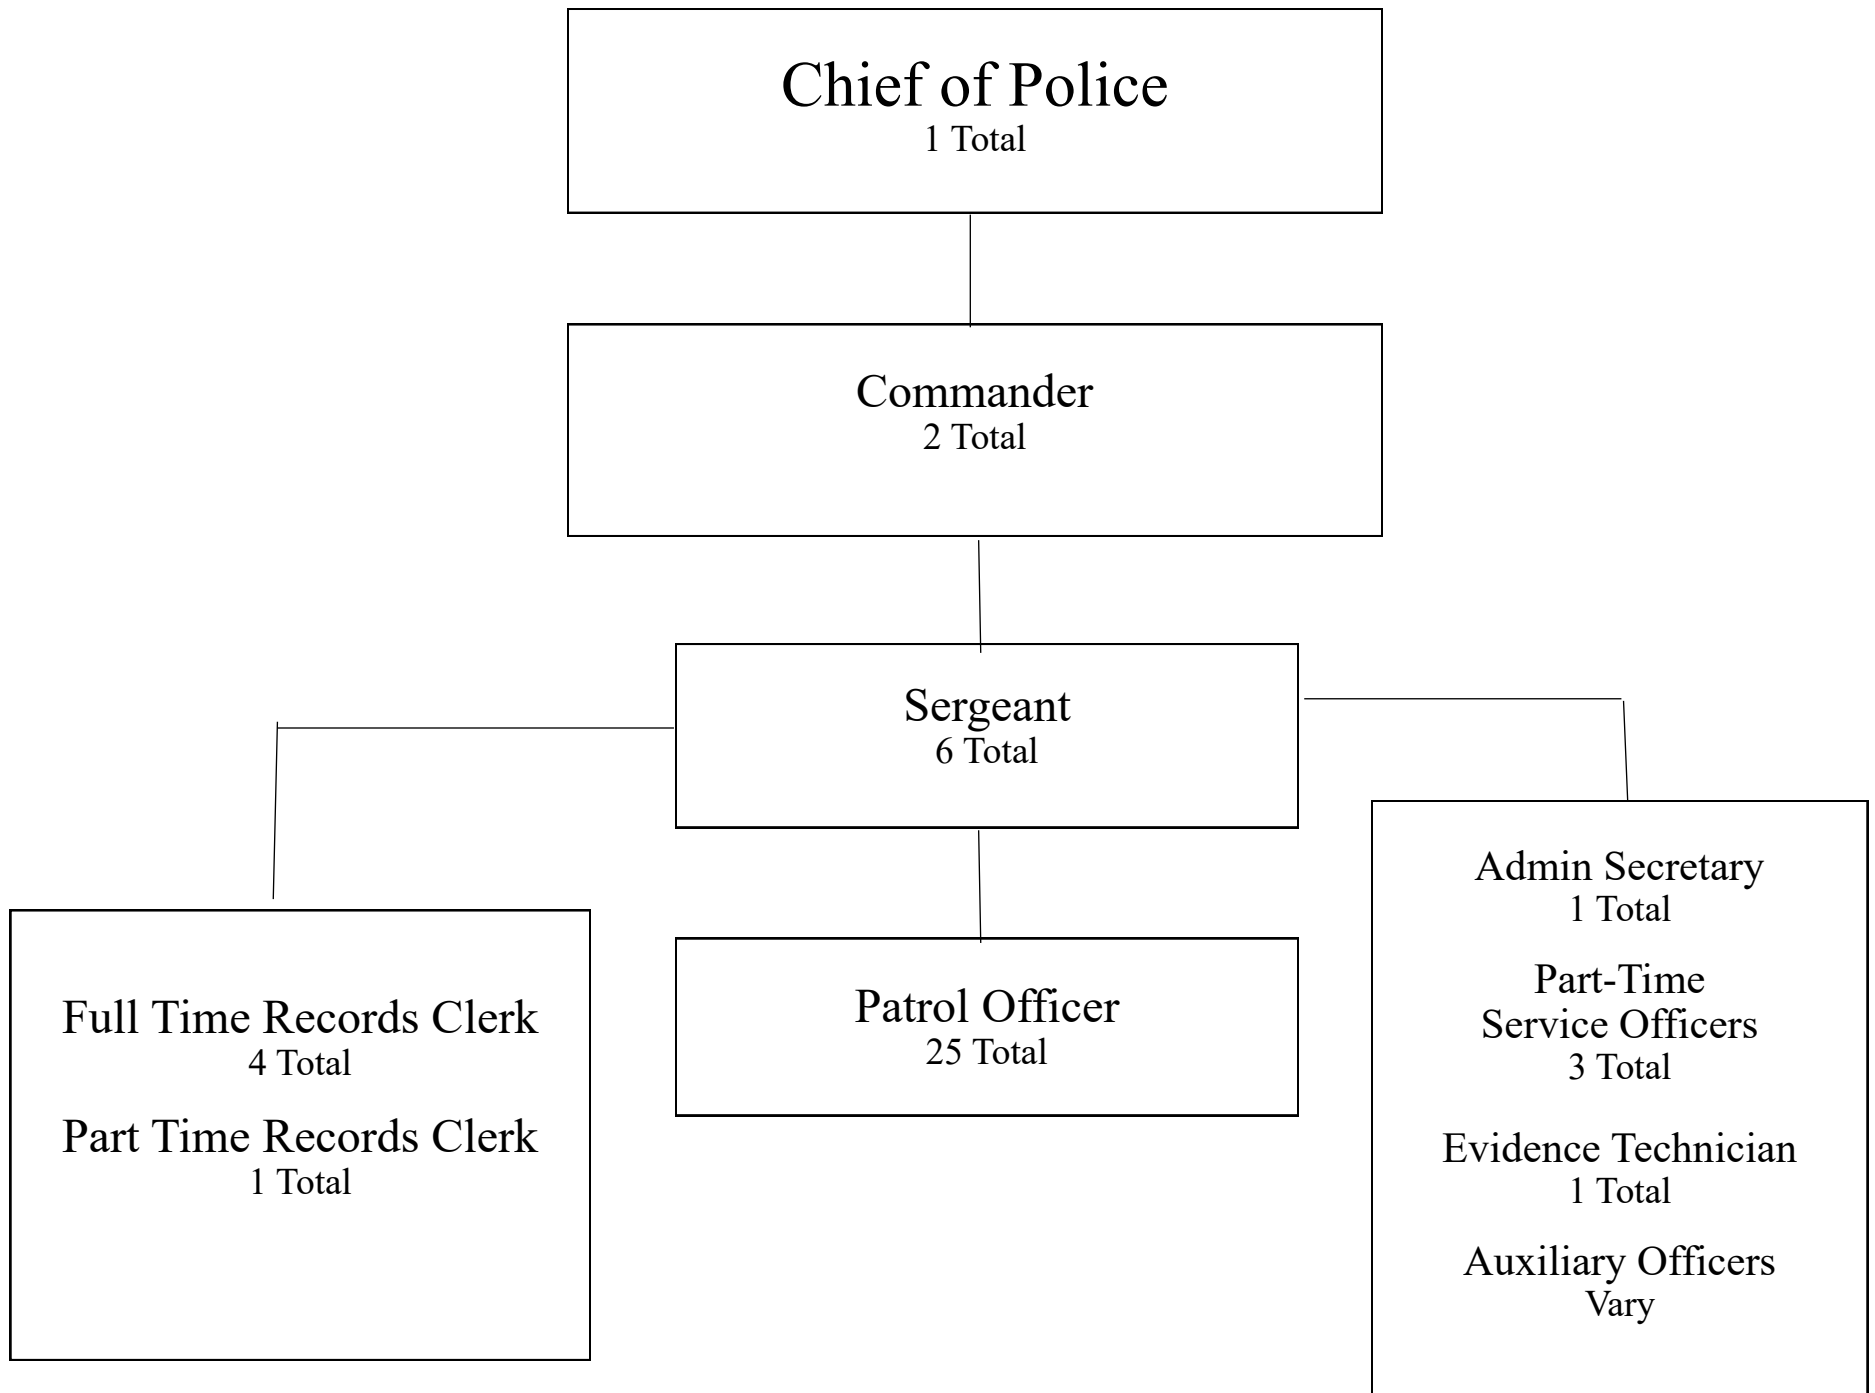 Chief of Police
1 Total
Commander
2 Total
Sergeant
6 Total
Full Time Records Clerk
4 Total
Part Time Records Clerk
1 Total
Patrol Officer
25 Total
Admin Secretary
1 Total
Part-Time
Service Officers
3 Total
Evidence Technician
1 Total
Auxiliary Officers
Vary